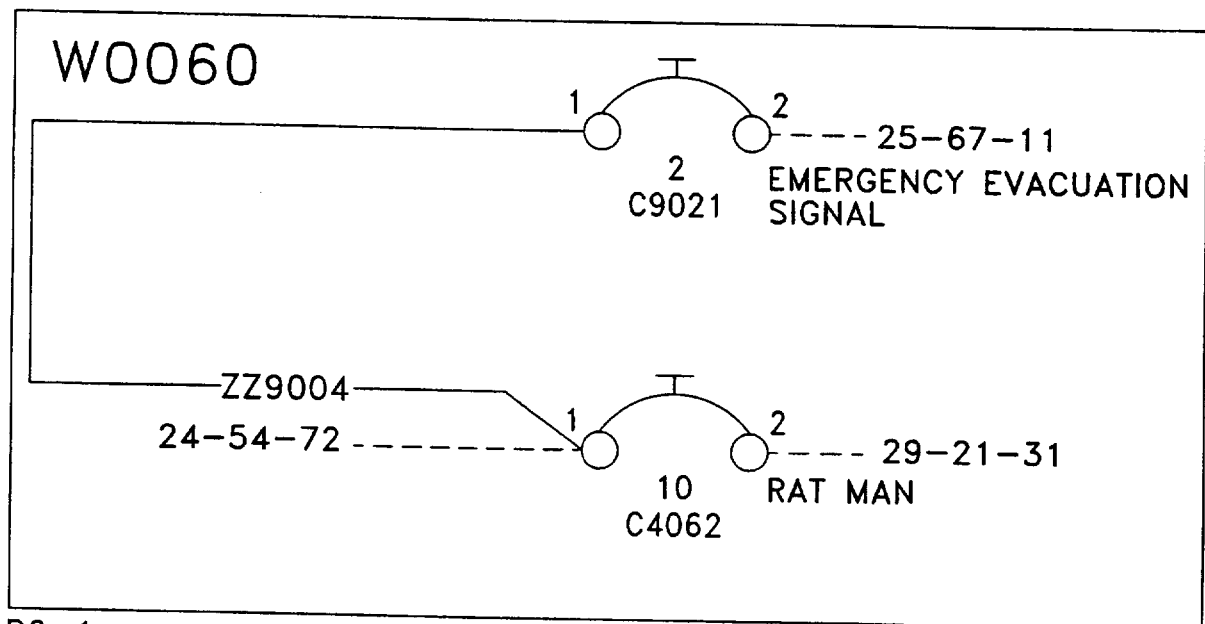 W0060
1
2
25-67-11
2
C9021
EMERGENCY EVACUATION
SIGNAL
ZZ9004
24-54-72
1
2
29-21-31
10
C4062
RAT MAN